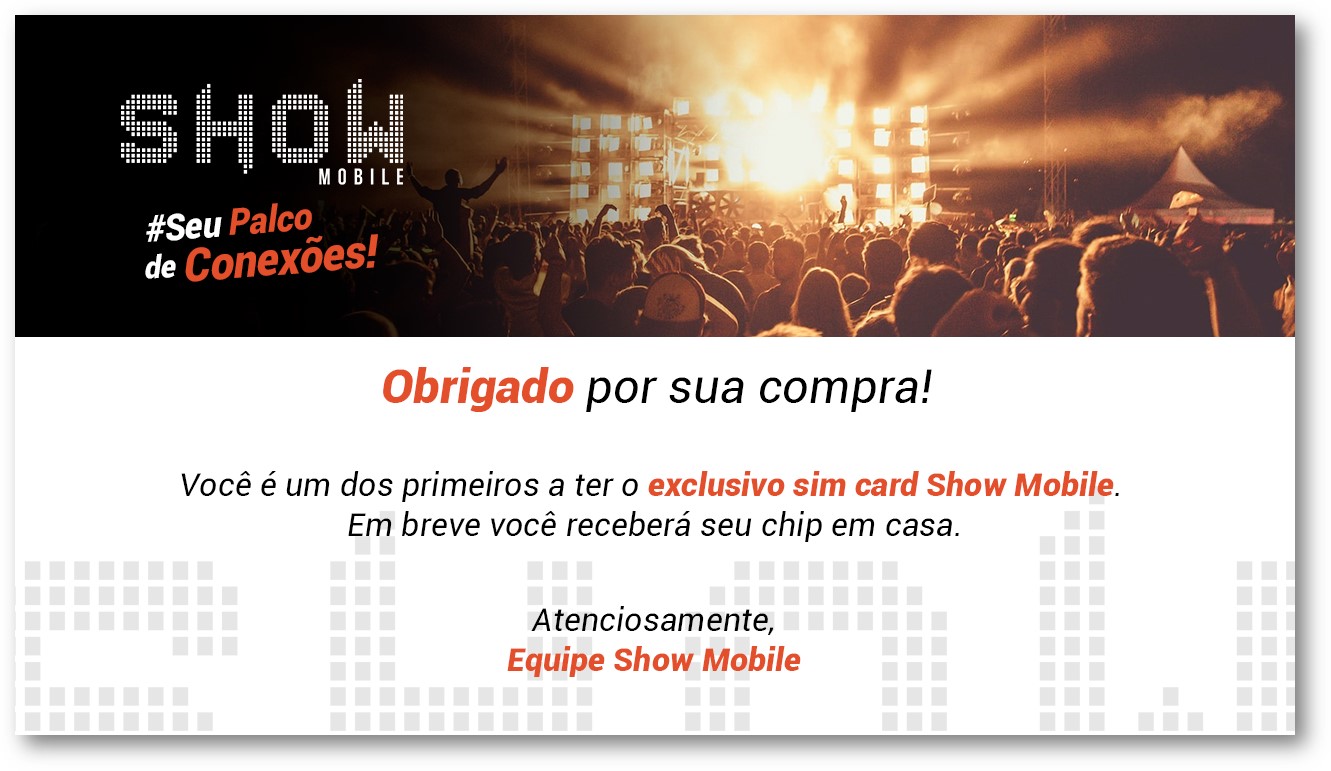 SHOW
MOBILE
#Seu Palco
de Conexões!
Obrigado por sua compra!
Você é um dos primeiros a ter o exclusivo sim card Show Mobile.
Em breve você receberá seu chip em casa.
Atenciosamente,
Equipe Show Mobile